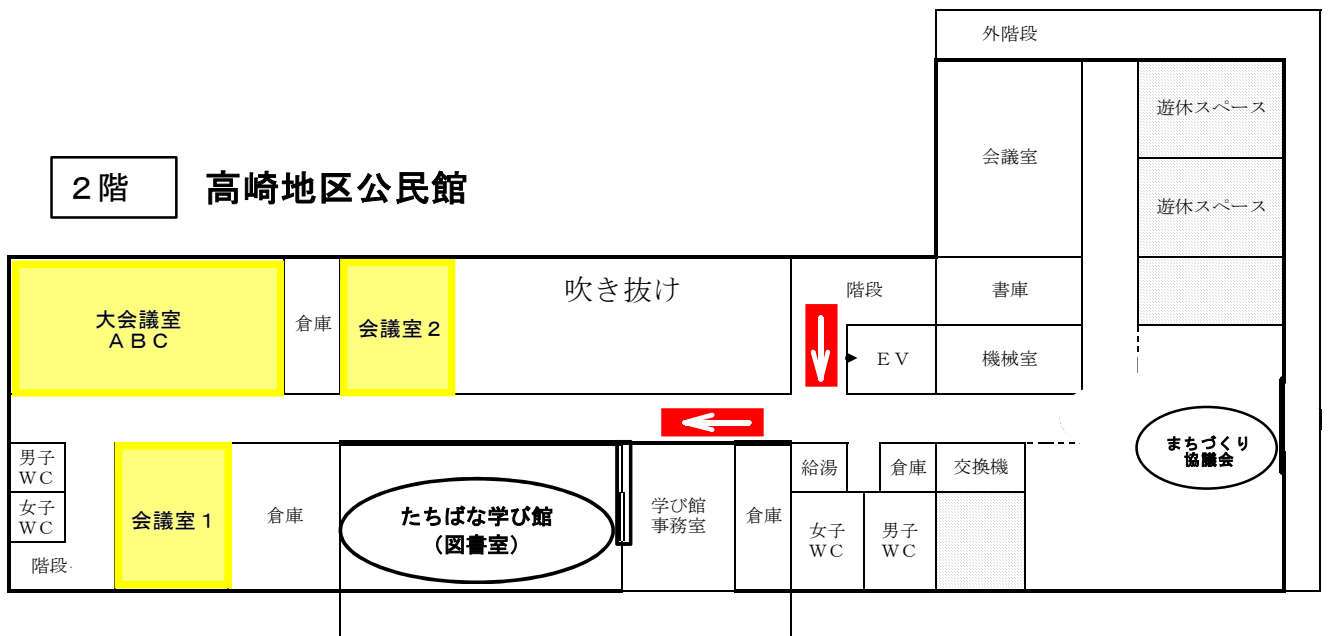 外階段
遊休スペース
会議室
２階
高崎地区公民館
遊休スペース
大会議室
ＡＢＣ
倉庫
会議室２
吹き抜け
階段
書庫
ＥＶ
機械室
男子
ＷＣ
女子
ＷＣ
階段
会議室１
倉庫
たちばな学び館
（図書室）
学び館
事務室
倉庫
給湯
倉庫
交換機
女子
ＷＣ
男子
ＷＣ
まちづくり
協議会